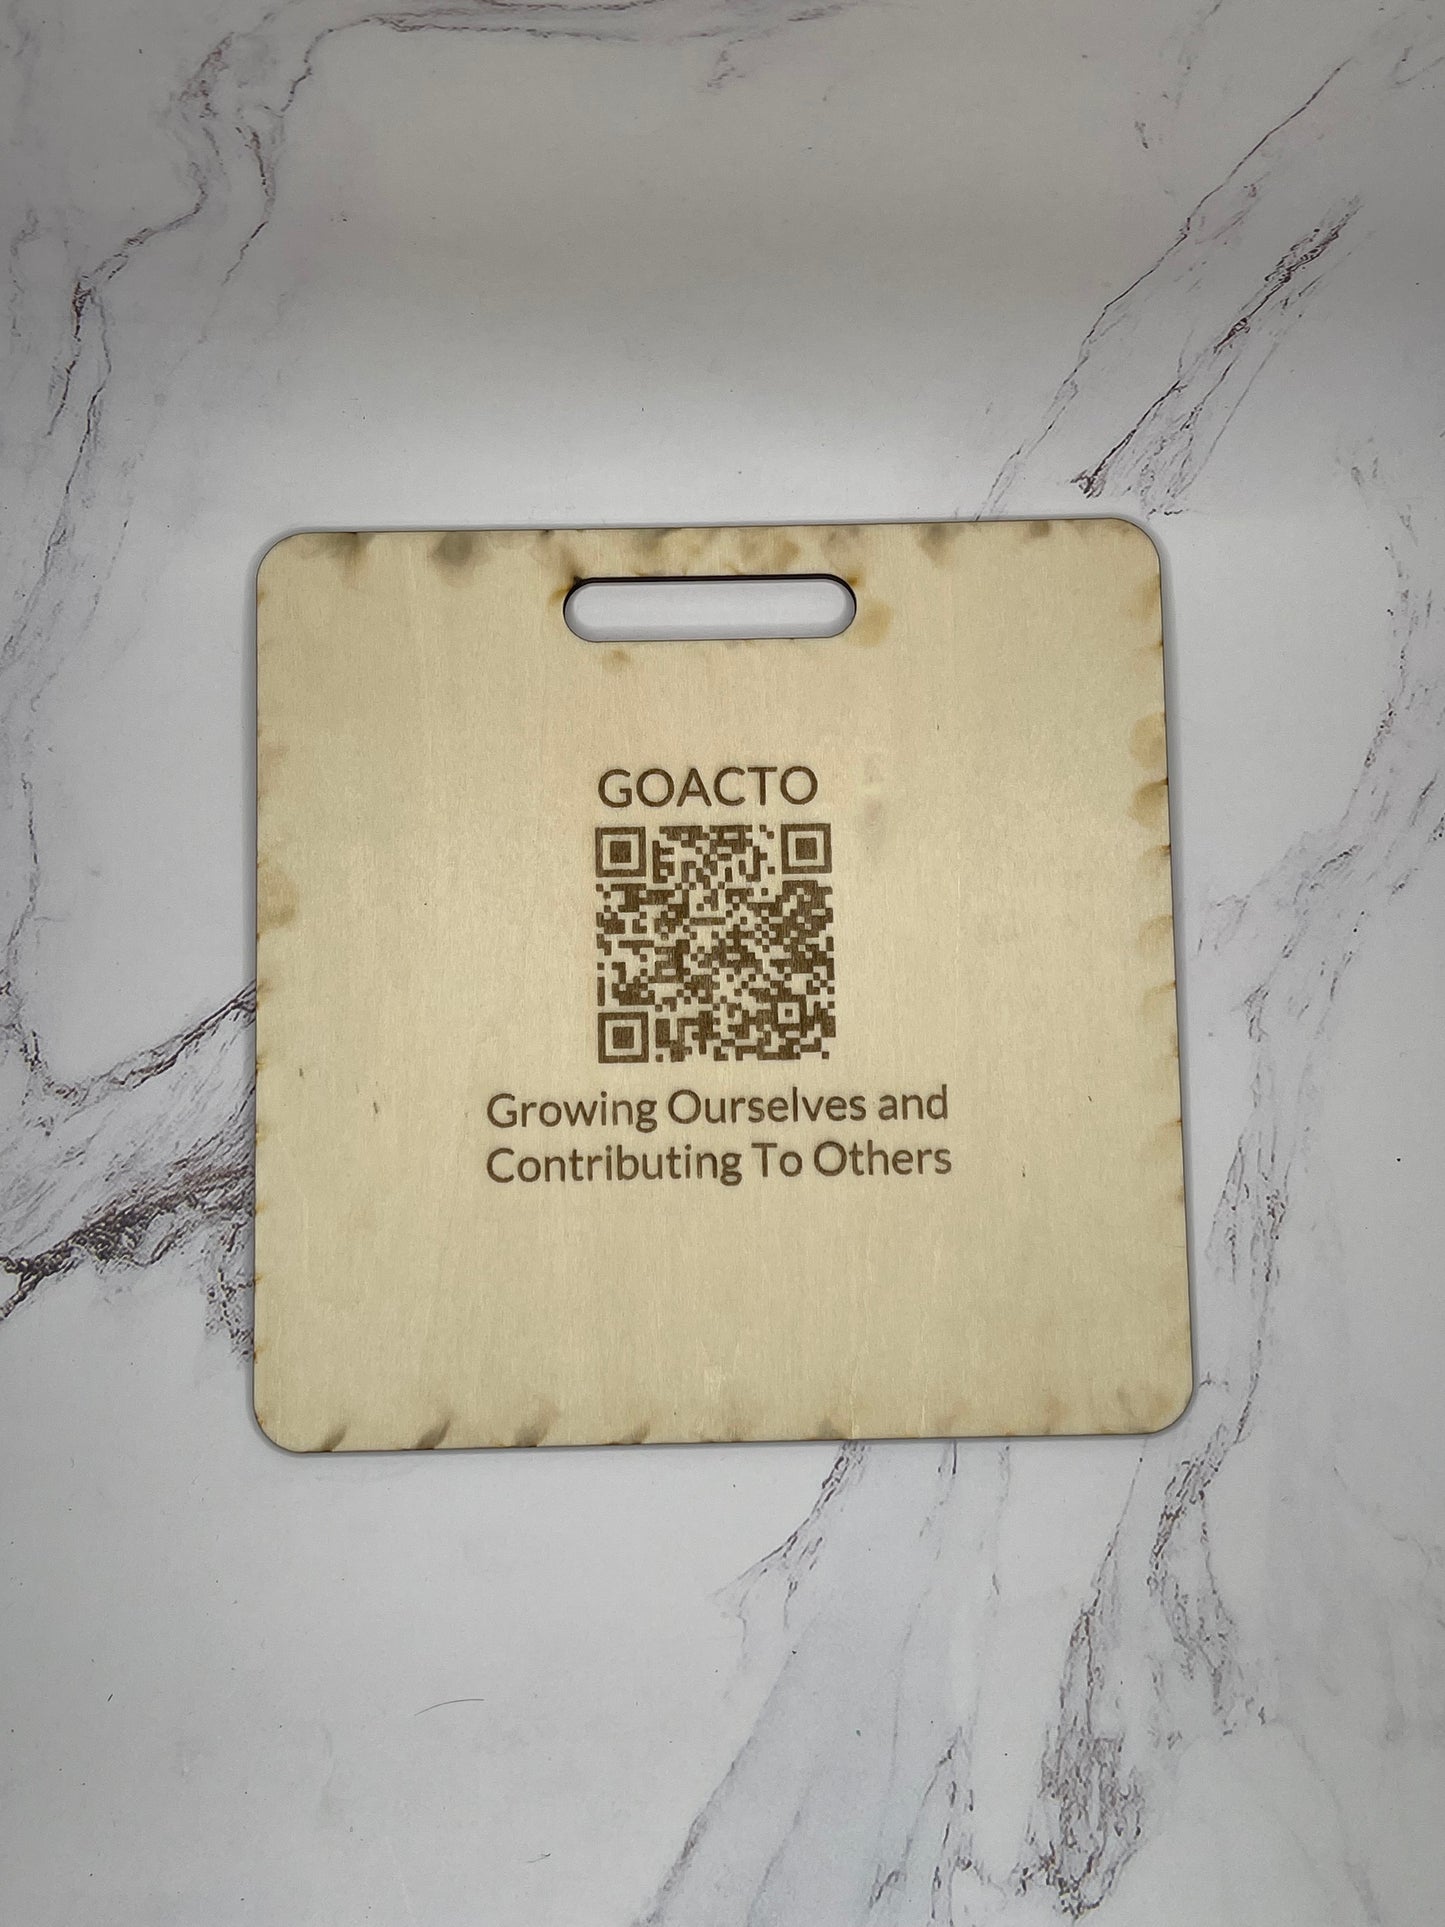 GOACTO
Growing Ourselves and
Contributing To Others